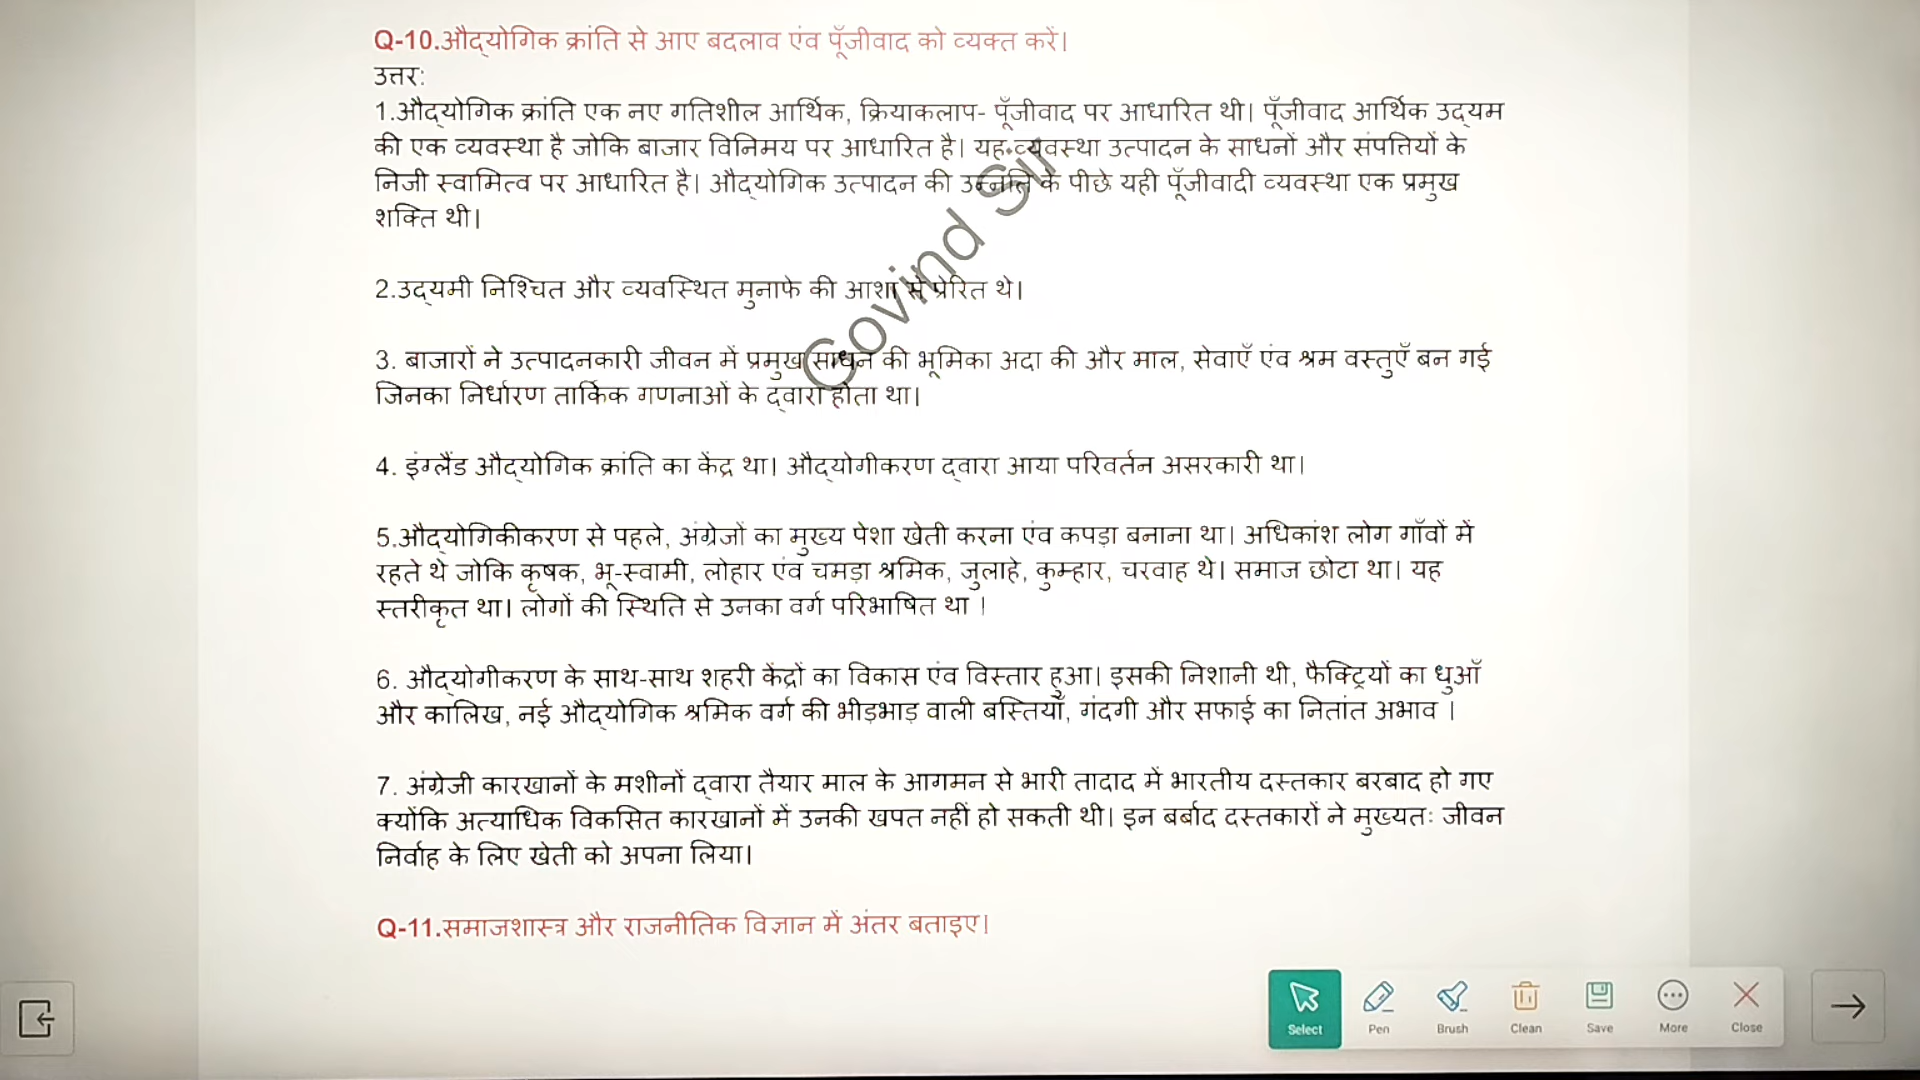 Q-10.औद्योगिक क्रांति से आए बदलाव एंव पूँजीवाद को व्यक्त करें।
उत्तर:
1.औद्योगिक क्रांति एक नए गतिशील आर्थिक, क्रियाकलाप- पूँजीवाद पर आधारित थी। पूँजीवाद आर्थिक उद्यम
की एक व्यवस्था है जोकि बाजार विनिमय पर आधारित है। यह व्यवस्था उत्पादन के साधनों और संपत्तियों के
निजी स्वामित्व पर आधारित है। औद्योगिक उत्पादन की उन्नति के पीछे यही पूँजीवादी व्यवस्था एक प्रमुख
शक्ति थी।
2.उद्यमी निश्चित और व्यवस्थित मुनाफे की आशा से प्रेरित थे।
3. बाजारों ने उत्पादनकारी जीवन में प्रमुख साधन की भूमिका अदा की और माल, सेवाएँ एंव श्रम वस्तुएँ बन गई
जिनका निर्धारण तार्किक गणनाओं के द्वारा होता था।
4. इंग्लैंड औद्योगिक क्रांति का केंद्र था। औद्योगीकरण द्वारा आया परिवर्तन असरकारी था।
5.औद्योगिकीकरण से पहले, अंग्रेजों का मुख्य पेशा खेती करना एंव कपड़ा बनाना था। अधिकांश लोग गाँवों में
रहते थे जोकि कृषक, भू-स्वामी, लोहार एंव चमड़ा श्रमिक, जुलाहे, कुम्हार, चरवाह थे। समाज छोटा था। यह
स्तरीकृत था। लोगों की स्थिति से उनका वर्ग परिभाषित था ।
6. औद्योगीकरण के साथ-साथ शहरी केंद्रों का विकास एंव विस्तार हुआ। इसकी निशानी थी, फैक्ट्रियों का धुआँ
और कालिख, नई औद्योगिक श्रमिक वर्ग की भीड़भाड़ वाली बस्तियाँ, गंदगी और सफाई का नितांत अभाव ।
7. अंग्रेजी कारखानों के मशीनों द्वारा तैयार माल के आगमन से भारी तादाद में भारतीय दस्तकार बरबाद हो गए
क्योंकि अत्याधिक विकसित कारखानों में उनकी खपत नहीं हो सकती थी। इन बर्बाद दस्तकारों ने मुख्यतः जीवन
निर्वाह के लिए खेती को अपना लिया।
Q-11.समाजशास्त्र और राजनीतिक विज्ञान में अंतर बताइए।
Govind Sir
Select Pen Brush Clean Save More Close